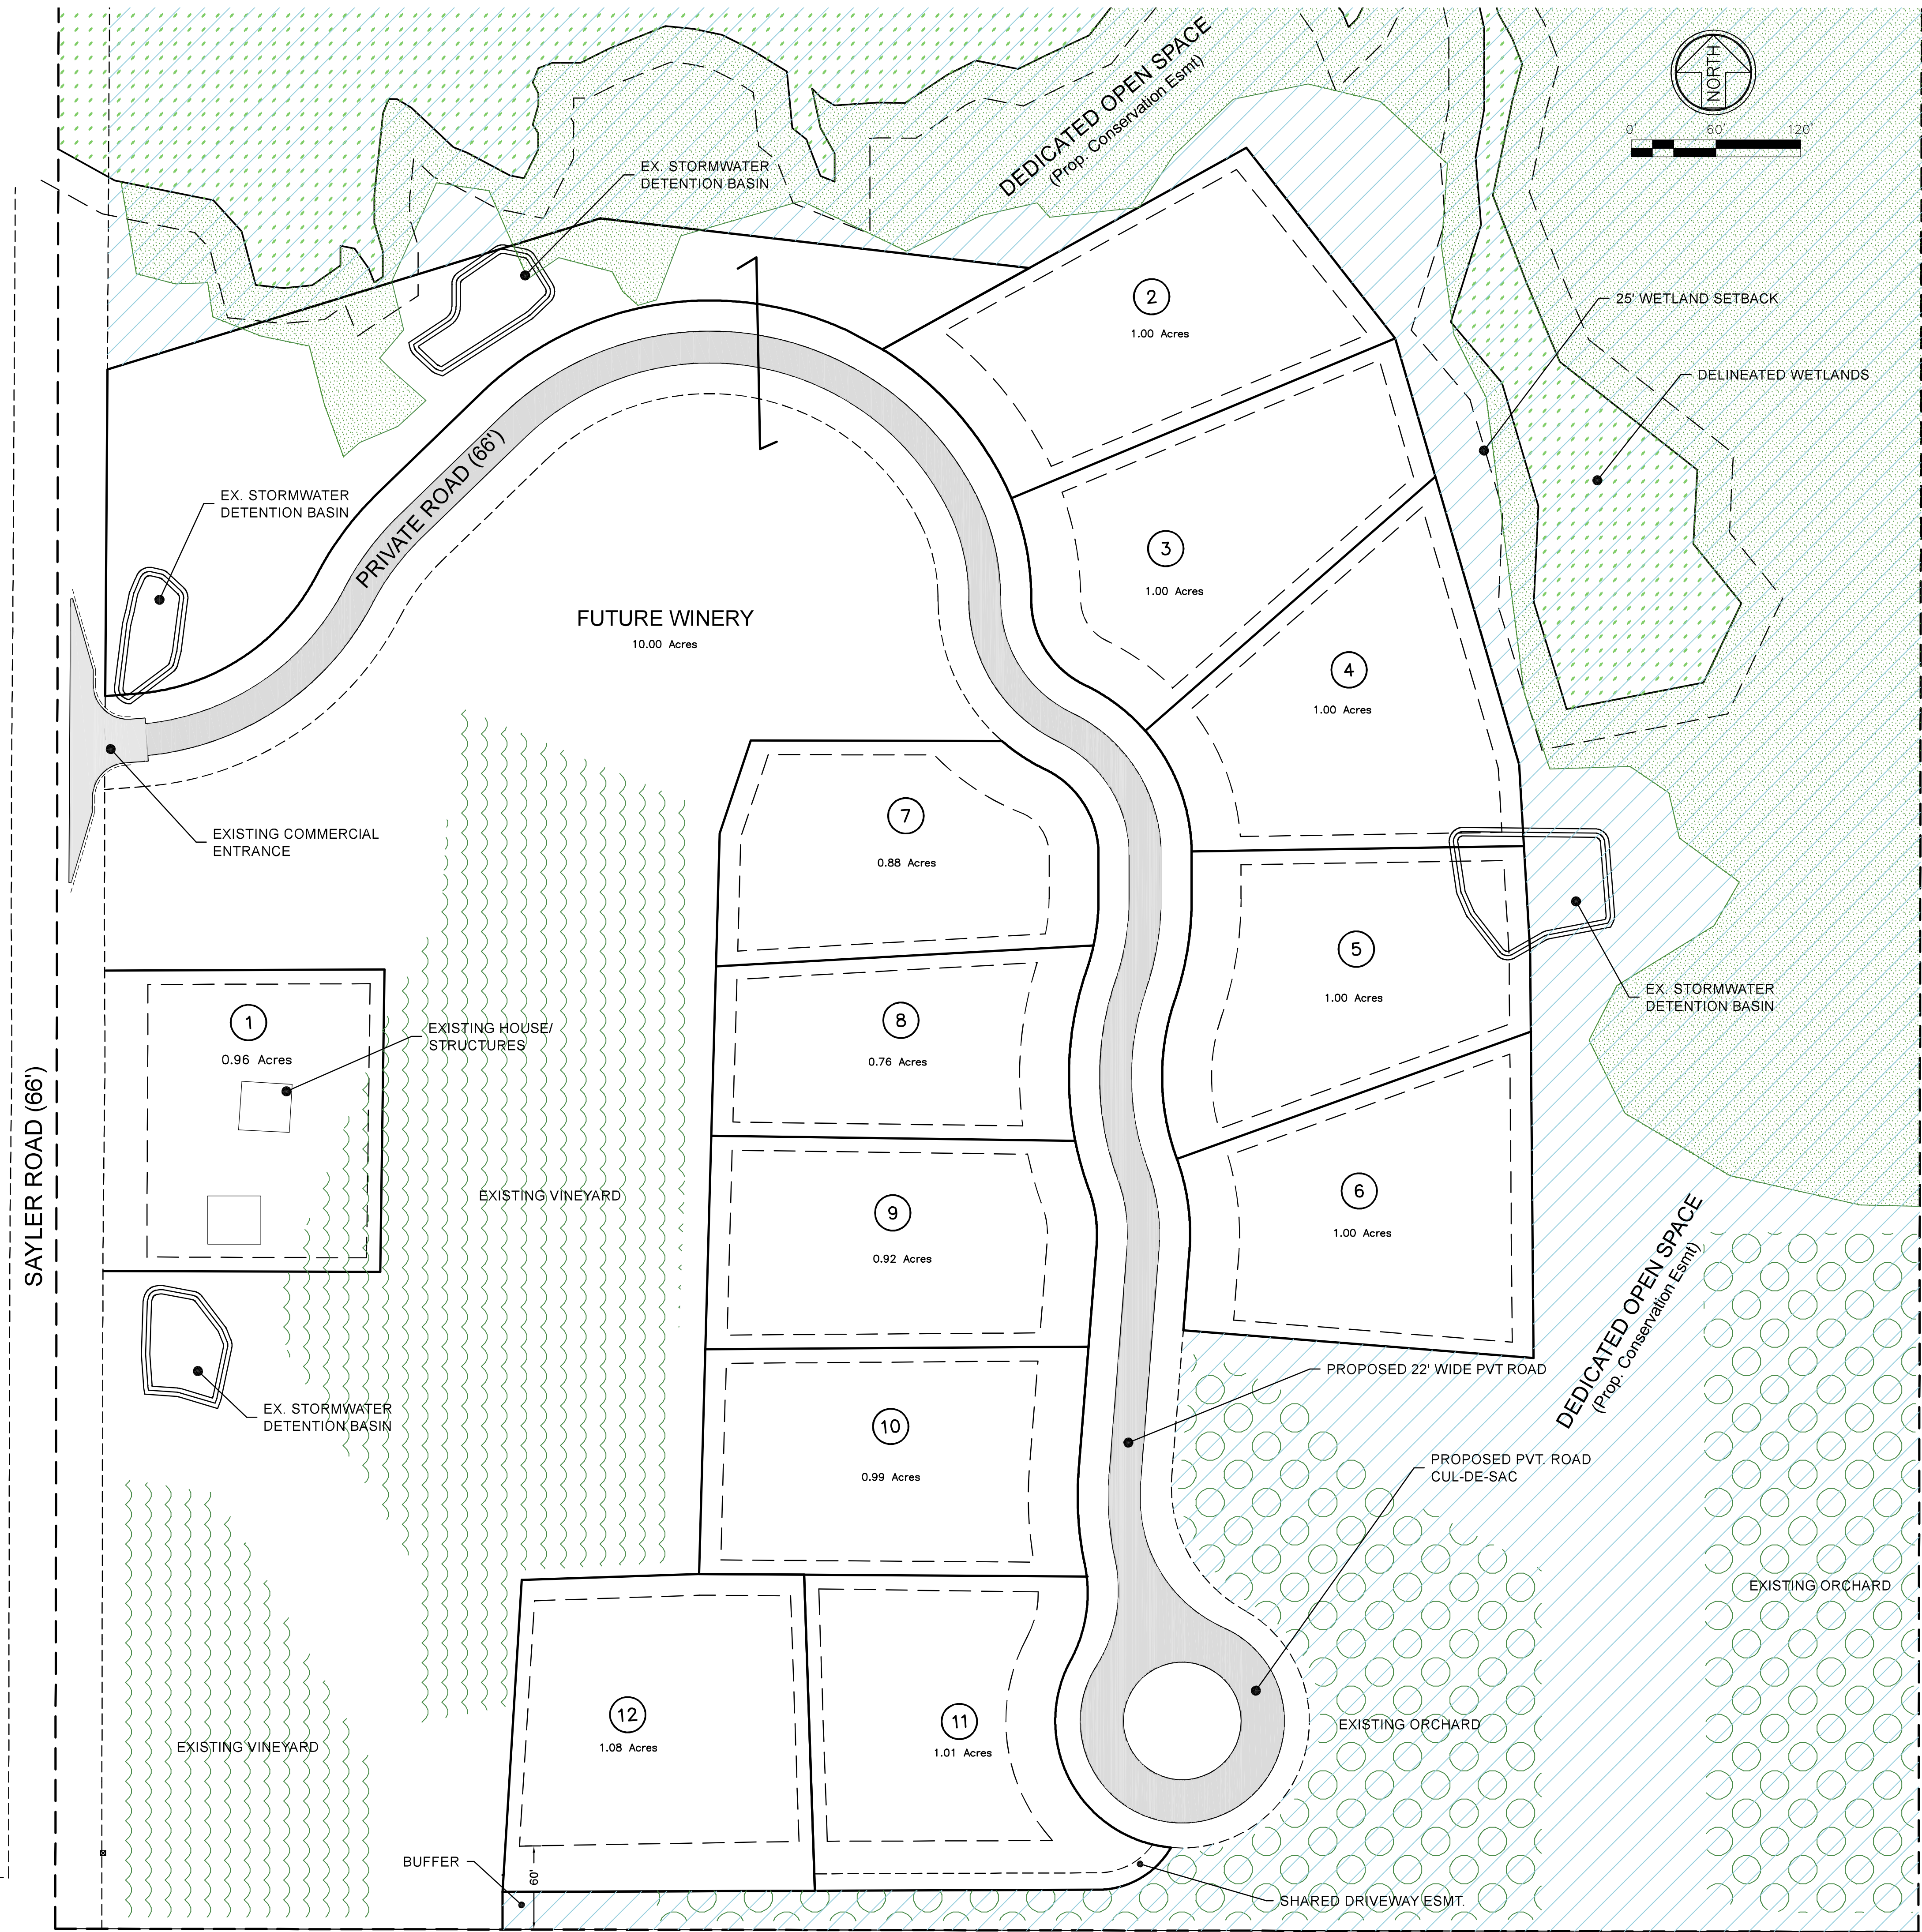 DEDICATED OPEN SPACE
(Prop. Conservation Esmt)
NORTH
0' 60' 120'
EX. STORMWATER
DETENTION BASIN
2
1.00 Acres
25' WETLAND SETBACK
DELINEATED WETLANDS
PRIVATE ROAD (66')
EX. STORMWATER
DETENTION BASIN
3
1.00 Acres
FUTURE WINERY
10.00 Acres
4
1.00 Acres
EXISTING COMMERCIAL
ENTRANCE
7
0.88 Acres
5
1.00 Acres
EX. STORMWATER
DETENTION BASIN
1
0.96 Acres
EXISTING HOUSE/
STRUCTURES
8
0.76 Acres
SAYLER ROAD (66')
EXISTING VINEYARD
9
0.92 Acres
6
1.00 Acres
DEDICATED OPEN SPACE
(Prop. Conservation Esmt)
PROPOSED 22' WIDE PVT ROAD
EX. STORMWATER
DETENTION BASIN
10
0.99 Acres
PROPOSED PVT. ROAD
CUL-DE-SAC
EXISTING ORCHARD
12
1.08 Acres
11
1.01 Acres
EXISTING ORCHARD
EXISTING VINEYARD
BUFFER
60'
SHARED DRIVEWAY ESMT.